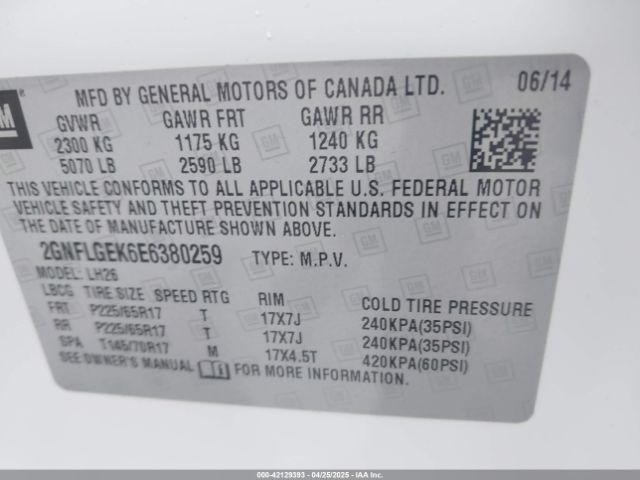 GM ®
MFD BY GENERAL MOTORS OF CANADA LTD. 06/14
GVWR GAWR FRT GAWR RR
2300 KG 1175 KG 1240 KG
5070 LB 2590 LB 2733 LB
THIS VEHICLE CONFORMS TO ALL APPLICABLE U.S. FEDERAL MOTOR
VEHICLE SAFETY AND THEFT PREVENTION STANDARDS IN EFFECT ON
THE DATE OF MANUFACTURE SHOWN ABOVE.
2GNFLGEK6E6380259 TYPE: M.P.V.
MODEL: LH26
LBCG TIRE SIZE SPEED RTG RIM COLD TIRE PRESSURE
FRT P225/65R17 T 17X7J 240KPA(35PSI)
RR P225/65R17 T 17X7J 240KPA(35PSI)
SPA T145/70R17 M 17X4.5T 420KPA(60PSI)
SEE OWNER'S MANUAL FOR MORE INFORMATION.
000-42129393 - 04/25/2025 - IAAI.com